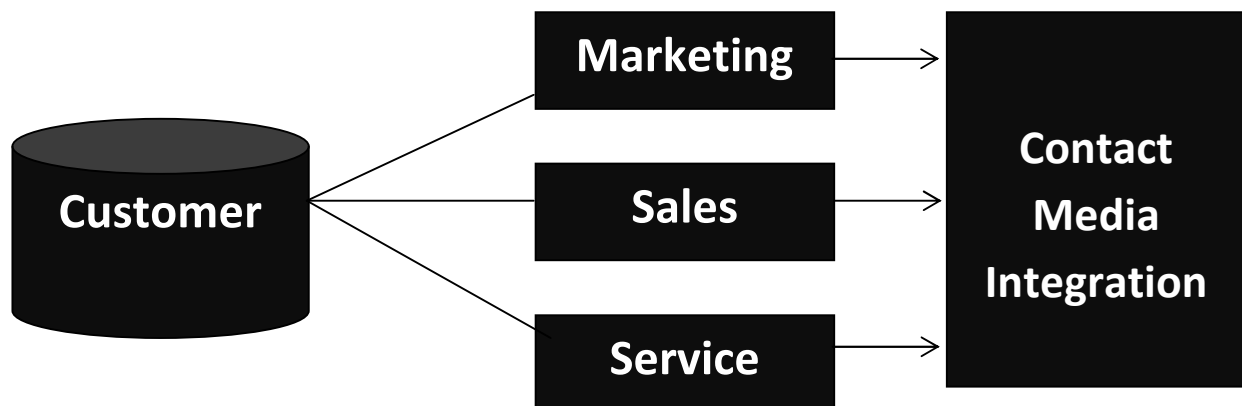 Customer
Marketing
Sales
Service
Contact
Media
Integration